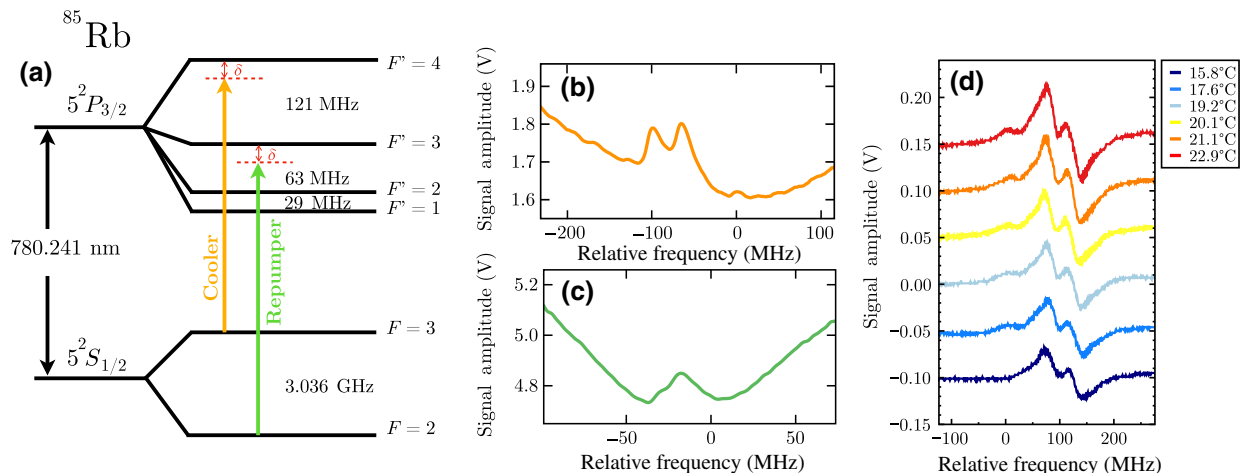 ⁸⁵Rb
(a)
δ
F' = 4
121 MHz
5²P₃/₂
F' = 3
δ
63 MHz
F' = 2
29 MHz
F' = 1
780.241 nm
Cooler
Repumper
F = 3
5²S₁/₂
3.036 GHz
F = 2
(b)
Signal amplitude (V)
1.9
1.8
1.7
1.6
−200 −100 0 100
Relative frequency (MHz)
(c)
Signal amplitude (V)
5.2
5.0
4.8
−50 0 50
Relative frequency (MHz)
(d)
Signal amplitude (V)
0.20
0.15
0.10
0.05
0.00
−0.05
−0.10
−0.15
−100 0 100 200
Relative frequency (MHz)
15.8°C
17.6°C
19.2°C
20.1°C
21.1°C
22.9°C